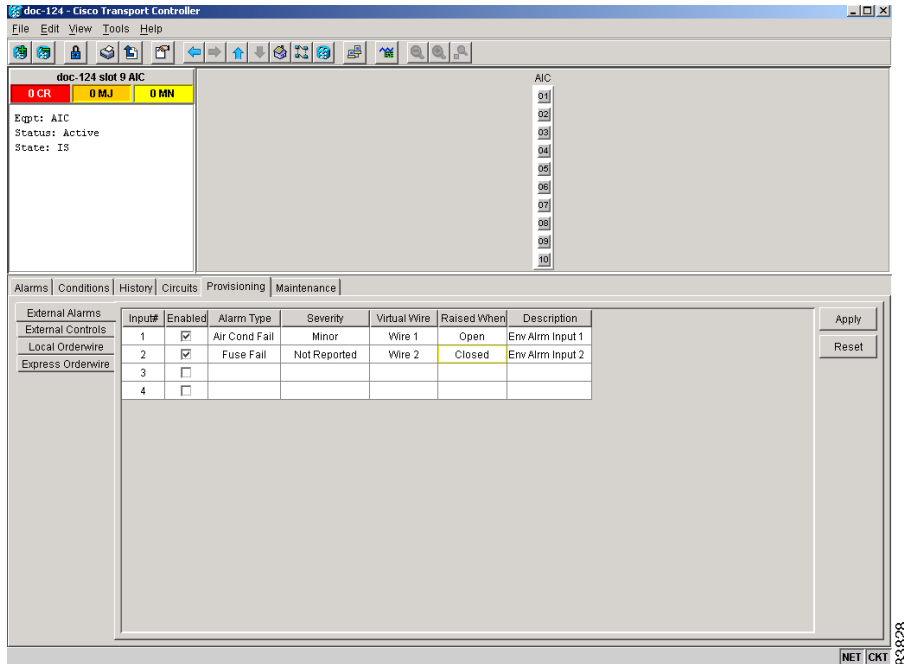 doc-124 - Cisco Transport Controller
File Edit View Tools Help
doc-124 slot 9 AIC
0 CR 0 MJ 0 MN
Eqpt: AIC
Status: Active
State: IS
AIC
01
02
03
04
05
06
07
08
09
10
Alarms Conditions History Circuits Provisioning Maintenance
External Alarms
External Controls
Local Orderwire
Express Orderwire
Input# Enabled Alarm Type Severity Virtual Wire Raised When Description
1 Air Cond Fail Minor Wire 1 Open Env Alrm Input 1
2 Fuse Fail Not Reported Wire 2 Closed Env Alrm Input 2
3
4
Apply
Reset
NET CKT
83828